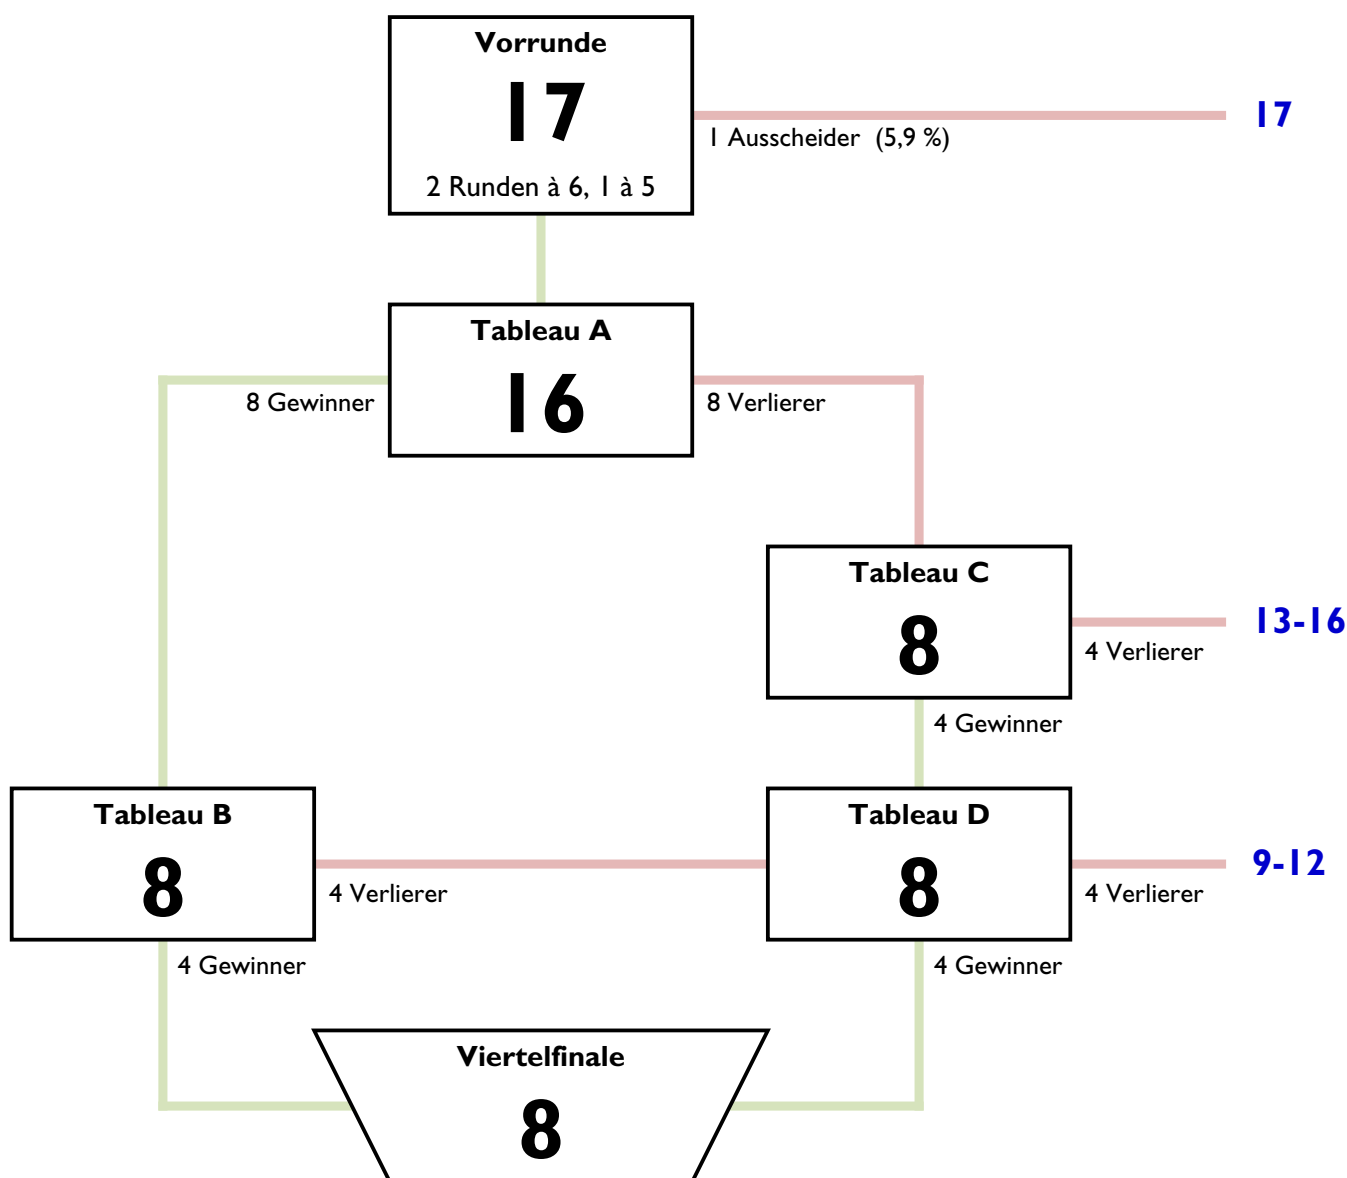 Vorrunde
17
17
1 Ausscheider (5,9 %)
2 Runden à 6, 1 à 5
Tableau A
16
8 Gewinner
8 Verlierer
Tableau C
8
13-16
4 Verlierer
4 Gewinner
Tableau B
8
4 Verlierer
4 Gewinner
Tableau D
8
9-12
4 Verlierer
4 Gewinner
Viertelfinale
8